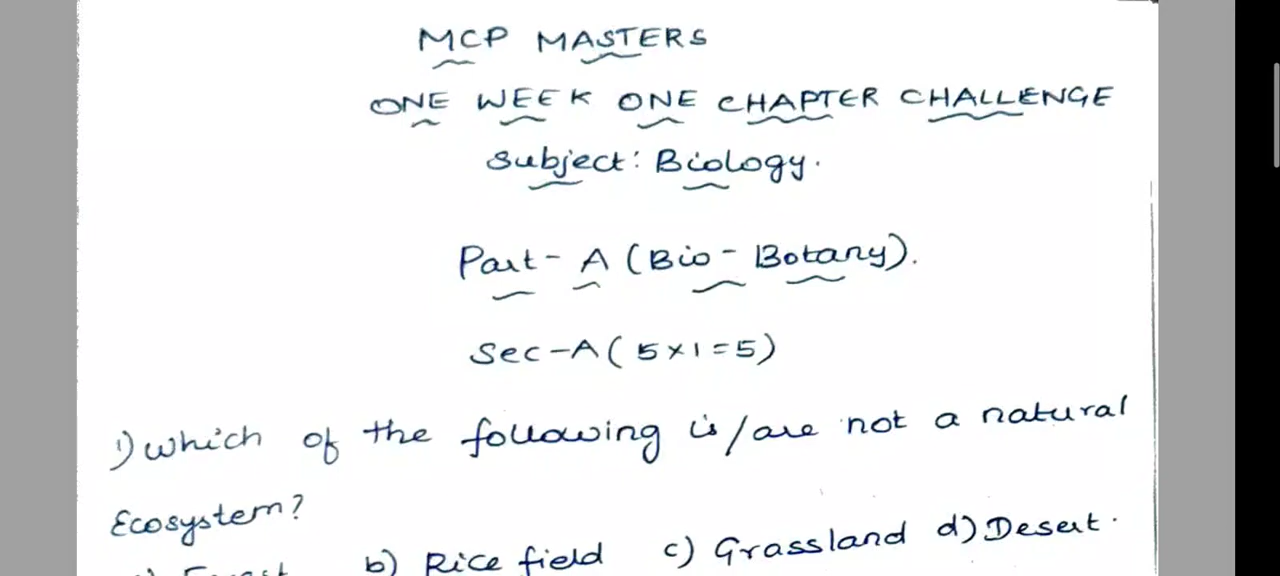 MCP MASTERS
ONE WEEK ONE CHAPTER CHALLENGE
Subject: Biology.
Part- A (Bio - Botany).
Sec-A ( 5 × 1 = 5)
1) which of the following is/are not a natural
Ecosystem?
b) Rice field c) Grassland d) Desert.